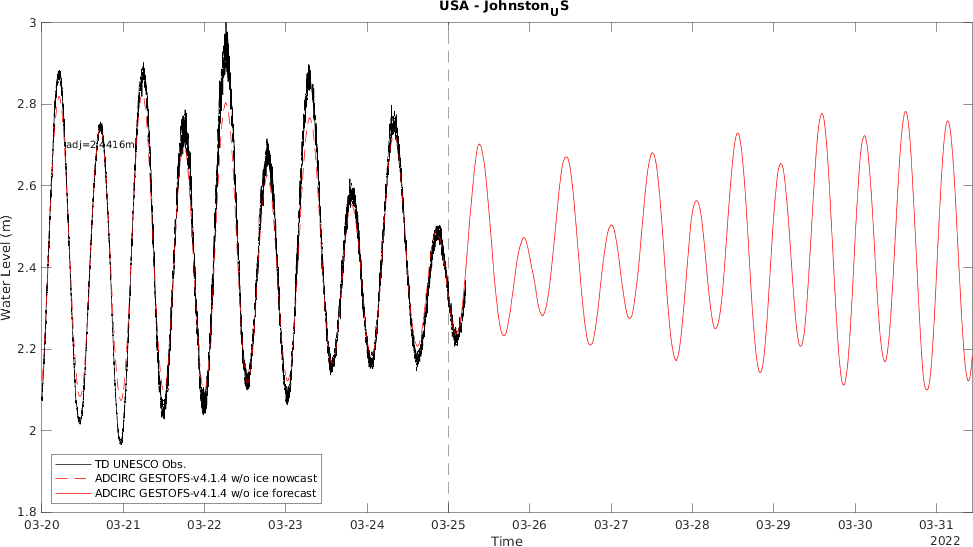 USA - Johnston_US
3
2.8
2.6
2.4
2.2
2
1.8
Water Level (m)
adj=2.4416m
TD UNESCO Obs.
ADCIRC GESTOFS-v4.1.4 w/o ice nowcast
ADCIRC GESTOFS-v4.1.4 w/o ice forecast
03-20 03-21 03-22 03-23 03-24 03-25 03-26 03-27 03-28 03-29 03-30 03-31
Time
2022